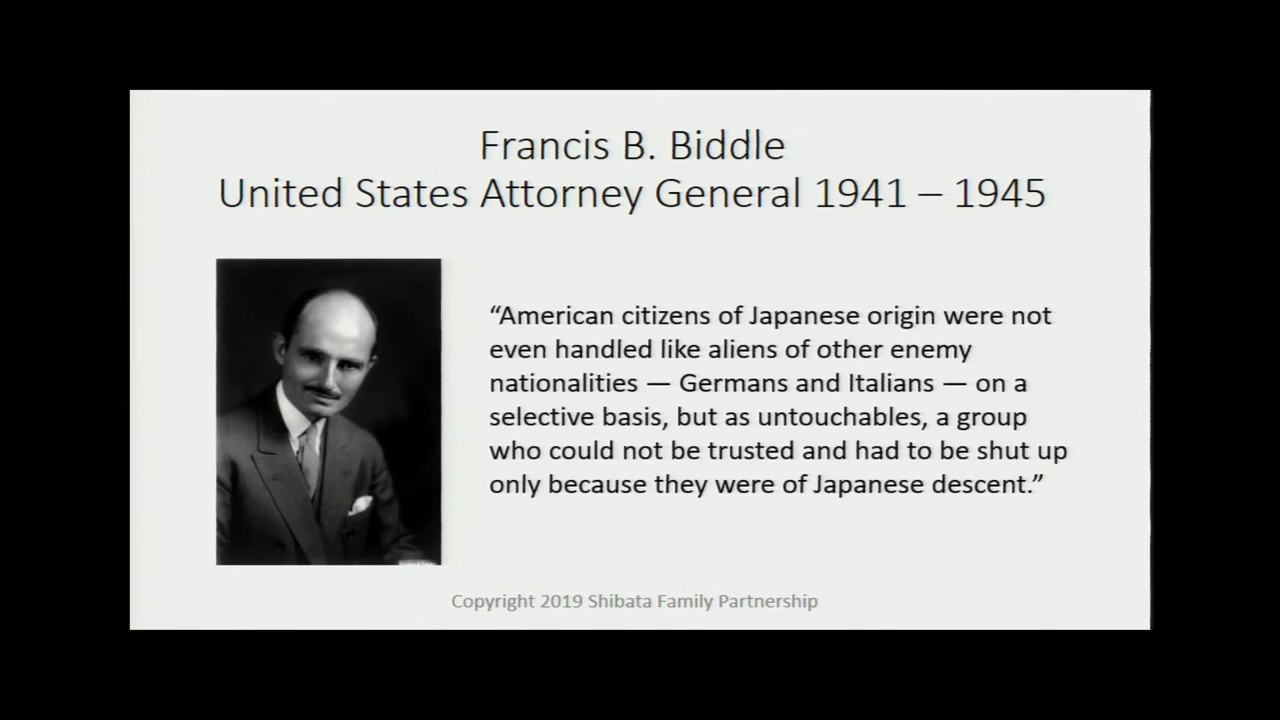 Francis B. Biddle
United States Attorney General 1941 – 1945
“American citizens of Japanese origin were not
even handled like aliens of other enemy
nationalities — Germans and Italians — on a
selective basis, but as untouchables, a group
who could not be trusted and had to be shut up
only because they were of Japanese descent.”
Copyright 2019 Shibata Family Partnership